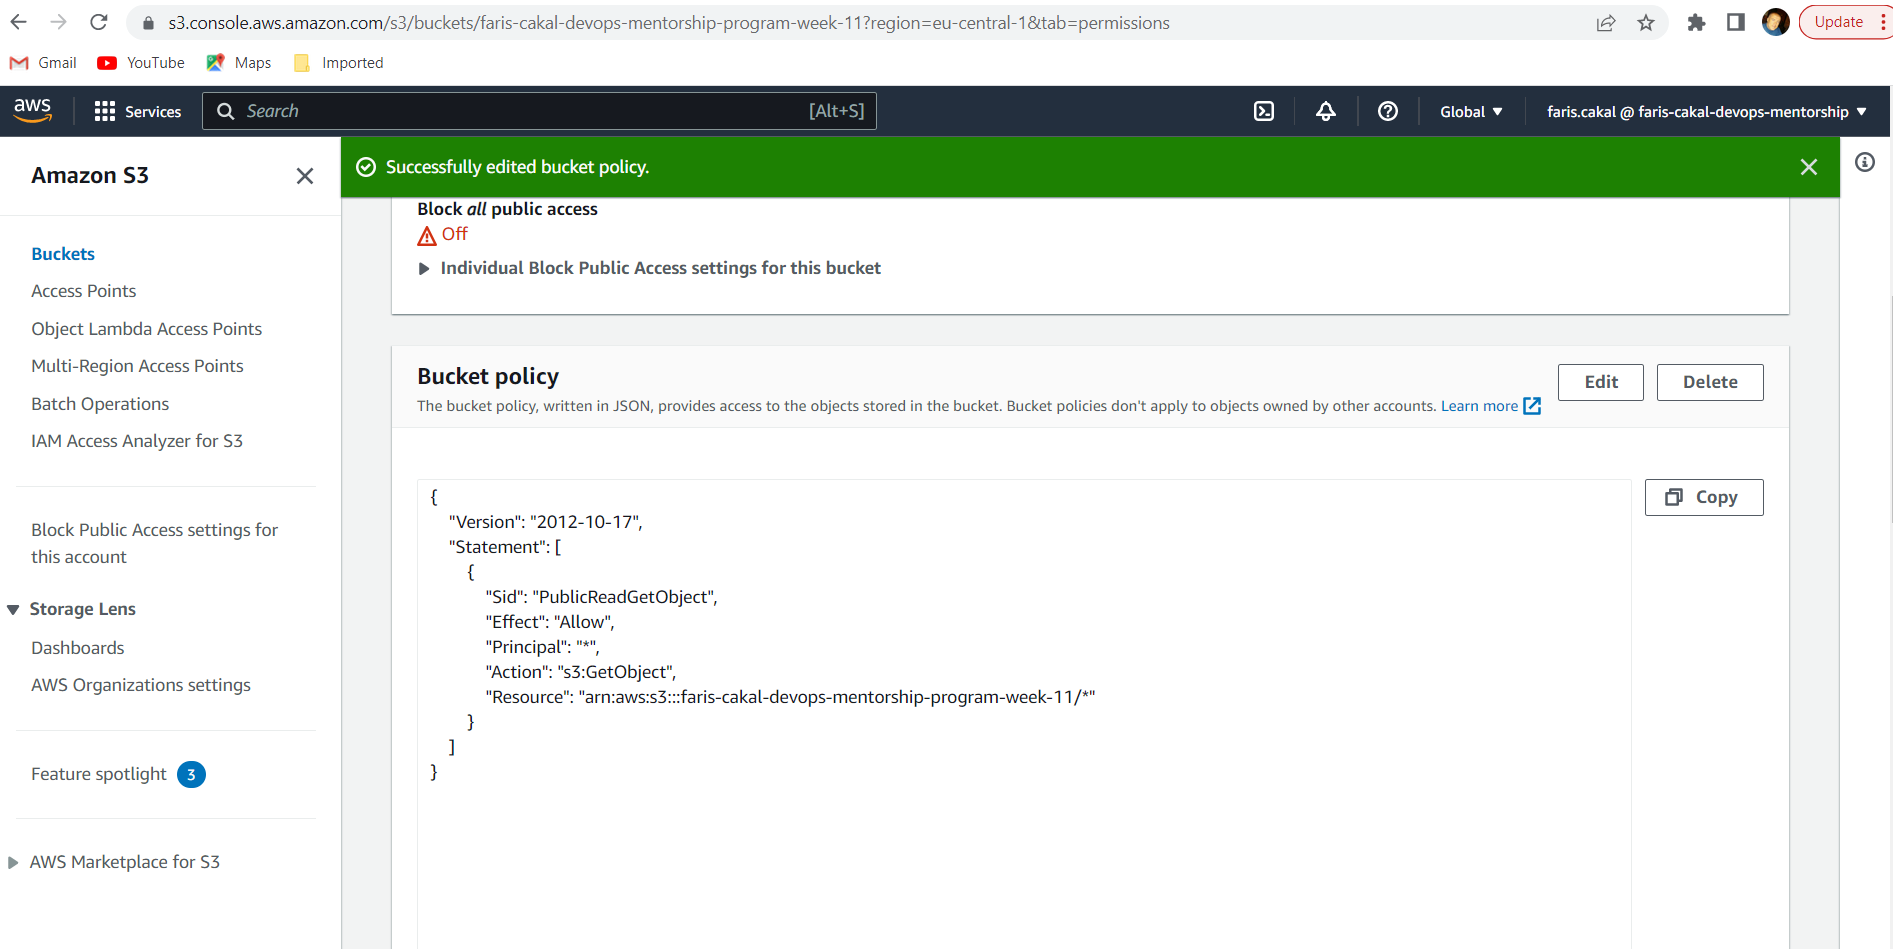 s3.console.aws.amazon.com/s3/buckets/faris-cakal-devops-mentorship-program-week-11?region=eu-central-1&tab=permissions
Update
Gmail
YouTube
Maps
Imported
aws
Services
Search
[Alt+S]
Global
faris.cakal @ faris-cakal-devops-mentorship
Amazon S3
Buckets
Access Points
Object Lambda Access Points
Multi-Region Access Points
Batch Operations
IAM Access Analyzer for S3
Block Public Access settings for
this account
Storage Lens
Dashboards
AWS Organizations settings
Feature spotlight 3
AWS Marketplace for S3
Successfully edited bucket policy.
Block all public access
Off
Individual Block Public Access settings for this bucket
Bucket policy
The bucket policy, written in JSON, provides access to the objects stored in the bucket. Bucket policies don't apply to objects owned by other accounts. Learn more
Edit
Delete
Copy
{
"Version": "2012-10-17",
"Statement": [
{
"Sid": "PublicReadGetObject",
"Effect": "Allow",
"Principal": "*",
"Action": "s3:GetObject",
"Resource": "arn:aws:s3:::faris-cakal-devops-mentorship-program-week-11/*"
}
]
}